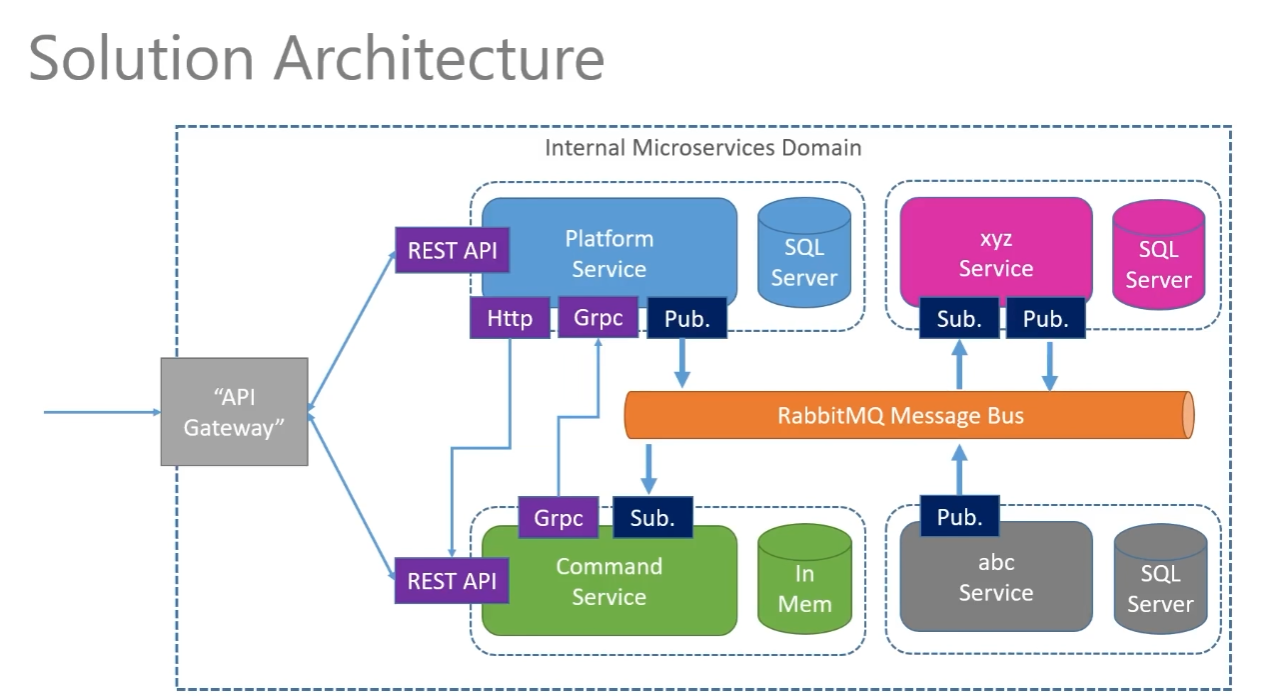 Solution Architecture
Internal Microservices Domain
Platform
Service
SQL
Server
REST API
Http
Grpc
Pub.
xyz
Service
SQL
Server
Sub.
Pub.
“API
Gateway”
RabbitMQ Message Bus
Grpc
Sub.
REST API
Command
Service
In
Mem
Pub.
abc
Service
SQL
Server